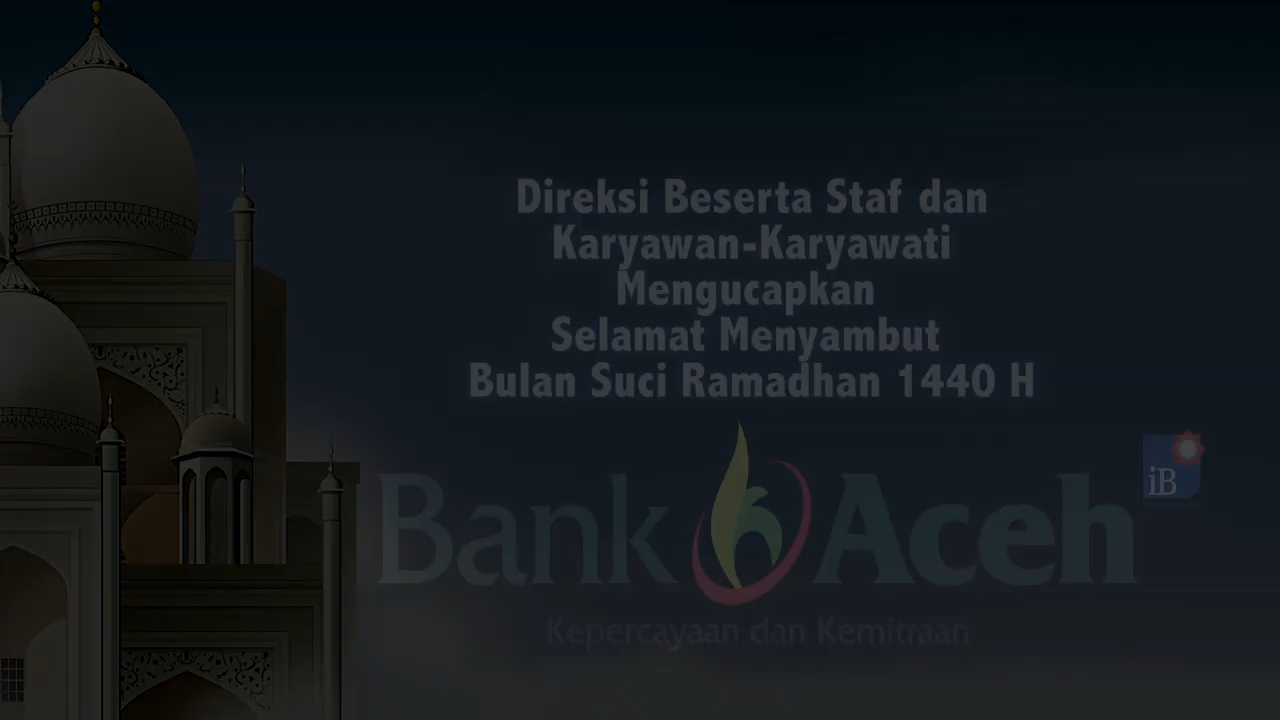 Direksi Beserta Staf dan
Karyawan-Karyawati
Mengucapkan
Selamat Menyambut
Bulan Suci Ramadhan 1440 H
Bank Aceh
iB
Kepercayaan dan Kemitraan